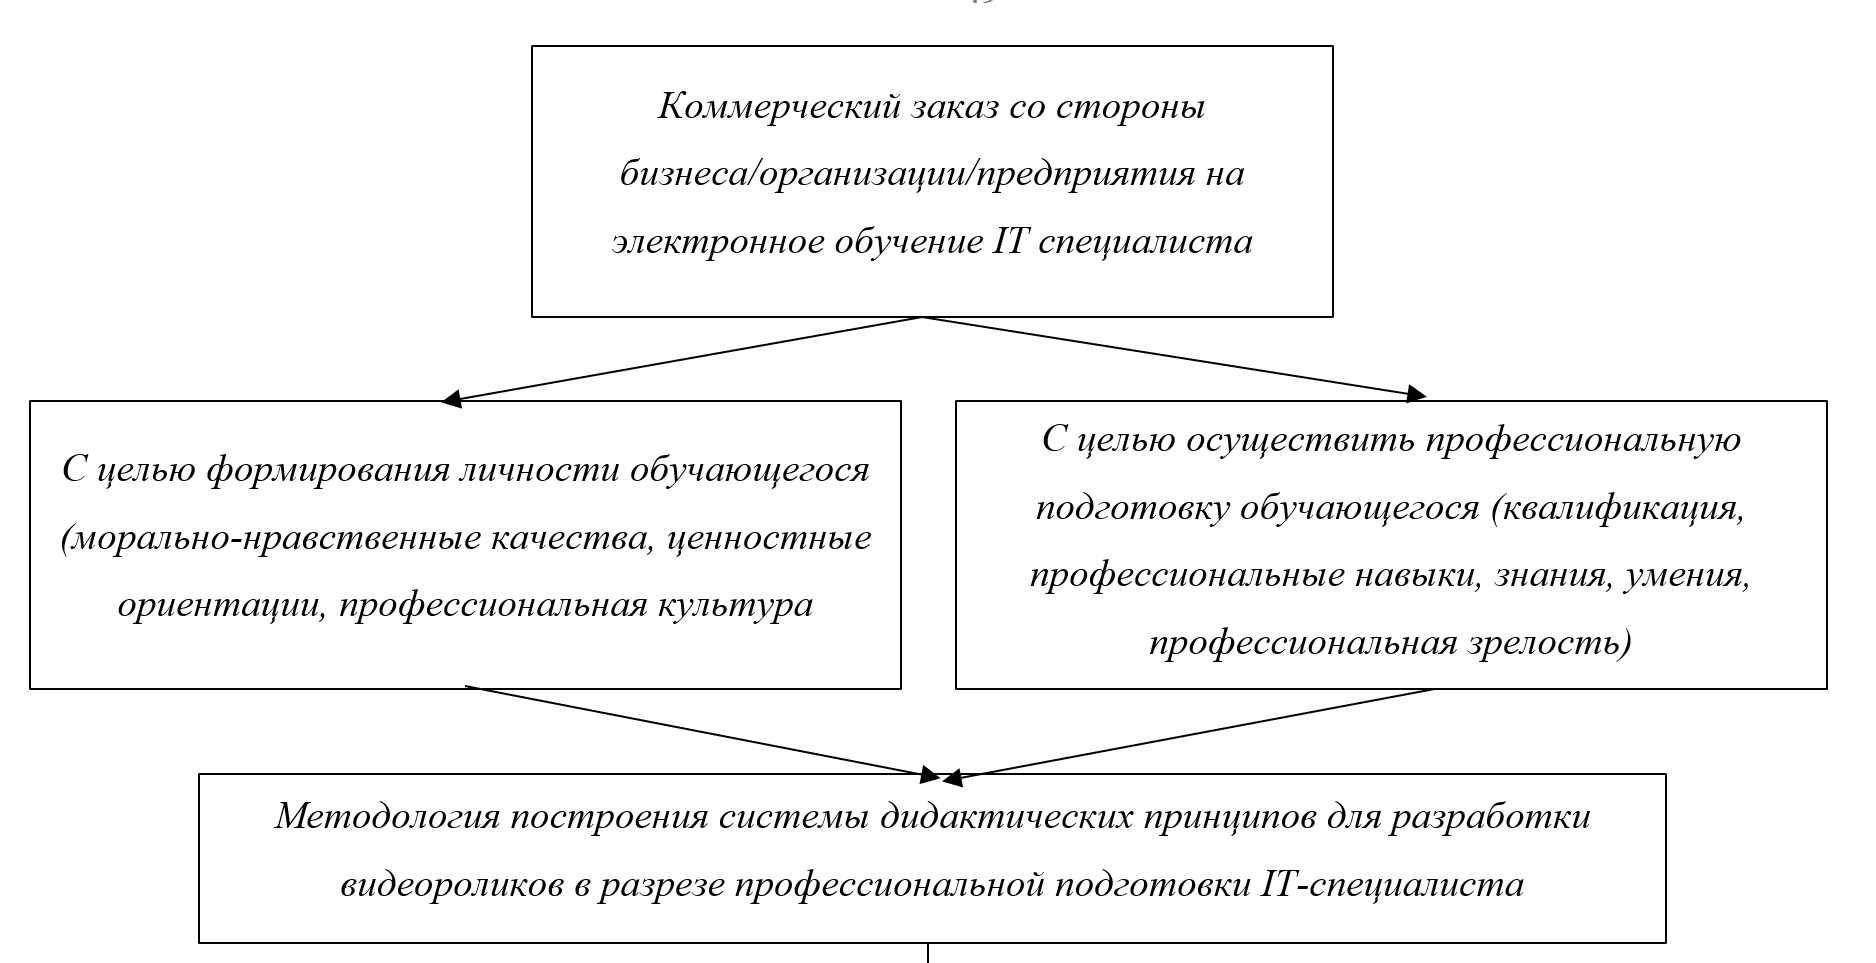 Коммерческий заказ со стороны
бизнеса/организации/предприятия на
электронное обучение IT специалиста
С целью формирования личности обучающегося
(морально-нравственные качества, ценностные
ориентации, профессиональная культура
С целью осуществить профессиональную
подготовку обучающегося (квалификация,
профессиональные навыки, знания, умения,
профессиональная зрелость)
Методология построения системы дидактических принципов для разработки
видеороликов в разрезе профессиональной подготовки IT-специалиста